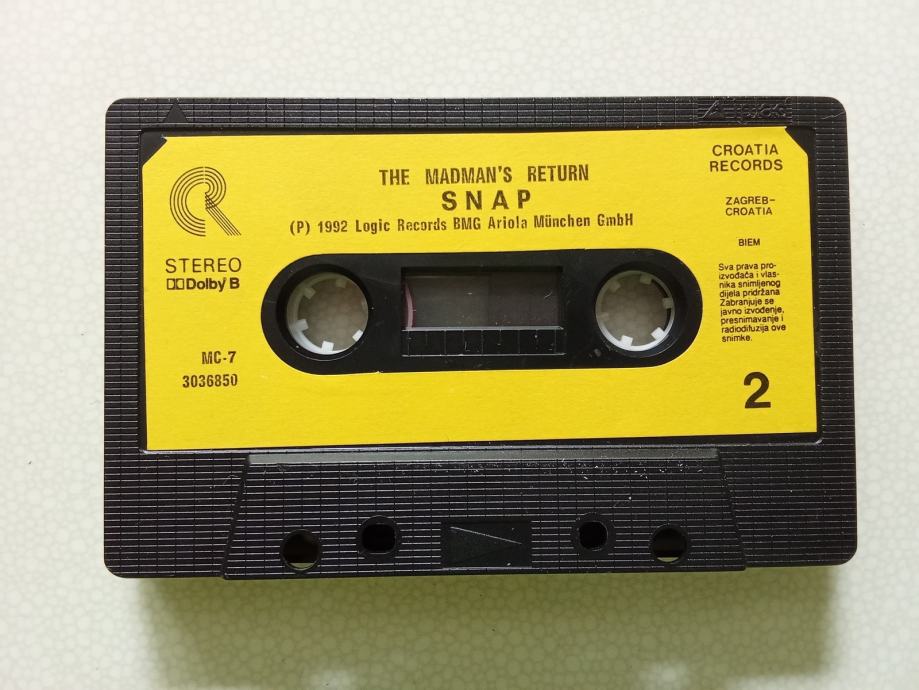 THE MADMAN'S RETURN
SNAP
(P) 1992 Logic Records BMG Ariola München GmbH
STEREO
Dolby B
MC-7
3036850
CROATIA
RECORDS
ZAGREB-
CROATIA
BIEM
Sva prava pro-
izvođača i vlas-
nika snimljenog
dijela pridržana
Zabranjuje se
javno izvođenje,
presnimavanje i
radiodifuzija ove
snimke.
2